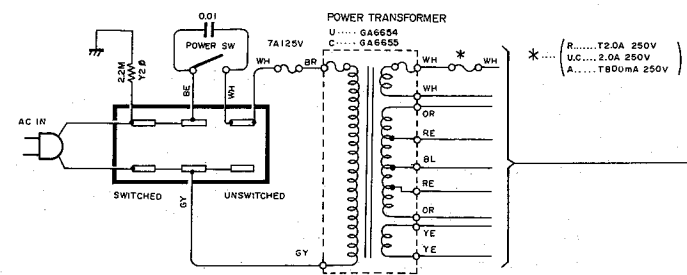 POWER TRANSFORMER
U ····· GA6654
C ····· GA6655
0.01
POWER SW
7A125V
WH
BR
WH
*
WH
* ···· R......T2.0A 250V
U.C....2.0A 250V
A.....T800mA 250V
2.2M
Y2Ø
BE
WH
WH
OR
AC IN
RE
BL
RE
SWITCHED
UNSWITCHED
GY
OR
YE
GY
YE